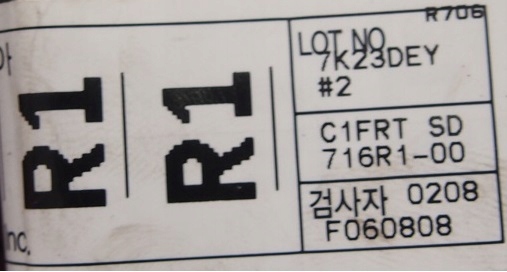 R706
LOT NO
7K23DEY
#2
C1FRT SD
716R1-00
검사자 0208
F060808
R1
R1
nc.